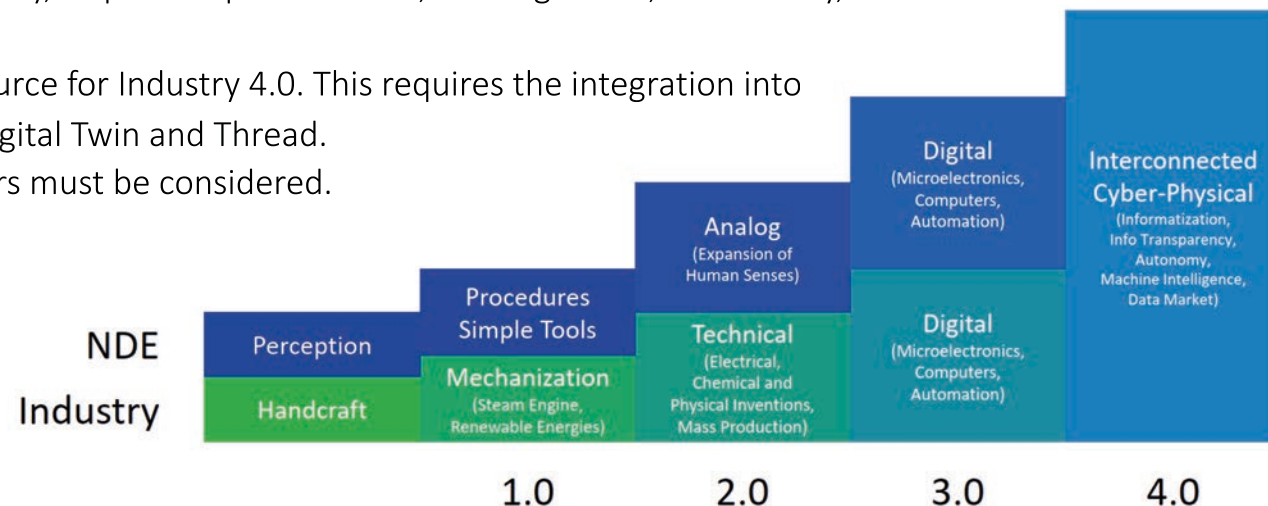 urce for Industry 4.0. This requires the integration into
gital Twin and Thread.
rs must be considered.
NDE
Industry
Perception
Handcraft
Procedures
Simple Tools
Mechanization
(Steam Engine,
Renewable Energies)
1.0
Analog
(Expansion of
Human Senses)
Technical
(Electrical,
Chemical and
Physical Inventions,
Mass Production)
2.0
Digital
(Microelectronics,
Computers,
Automation)
Digital
(Microelectronics,
Computers,
Automation)
3.0
Interconnected
Cyber-Physical
(Informatization,
Info Transparency,
Autonomy,
Machine Intelligence,
Data Market)
4.0